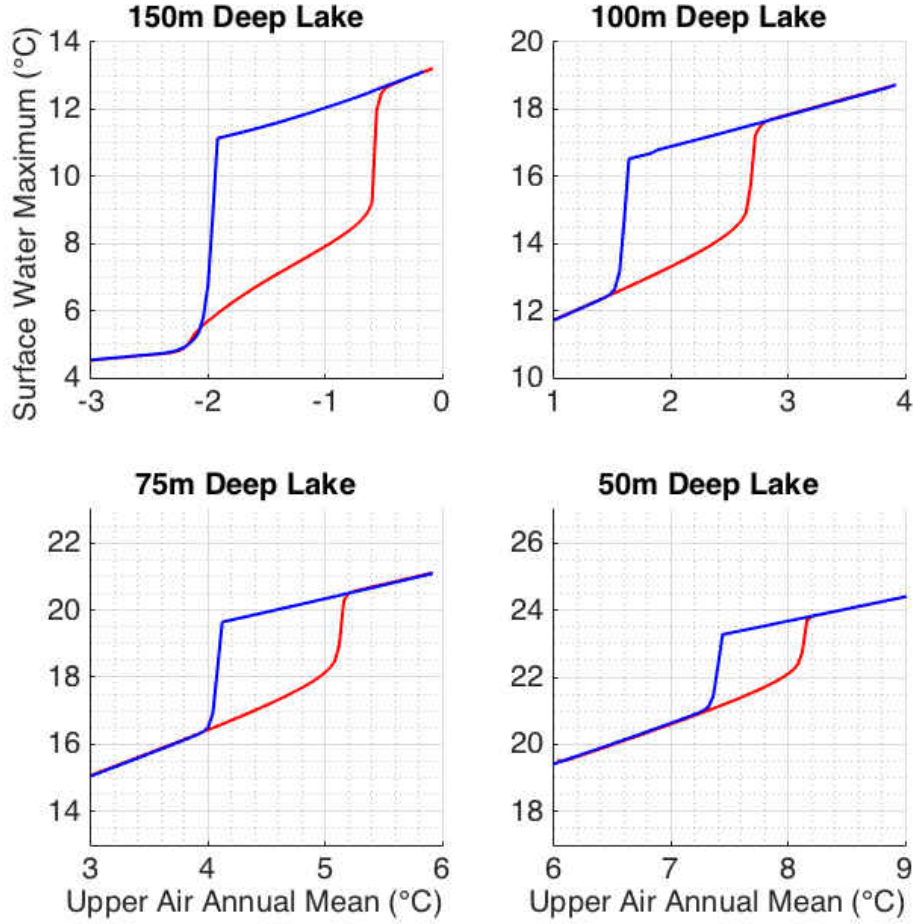 150m Deep Lake
Surface Water Maximum (°C)
14
12
10
8
6
4
-3 -2 -1 0
100m Deep Lake
20
18
16
14
12
10
1 2 3 4
75m Deep Lake
22
20
18
16
14
3 4 5 6
Upper Air Annual Mean (°C)
50m Deep Lake
26
24
22
20
18
6 7 8 9
Upper Air Annual Mean (°C)